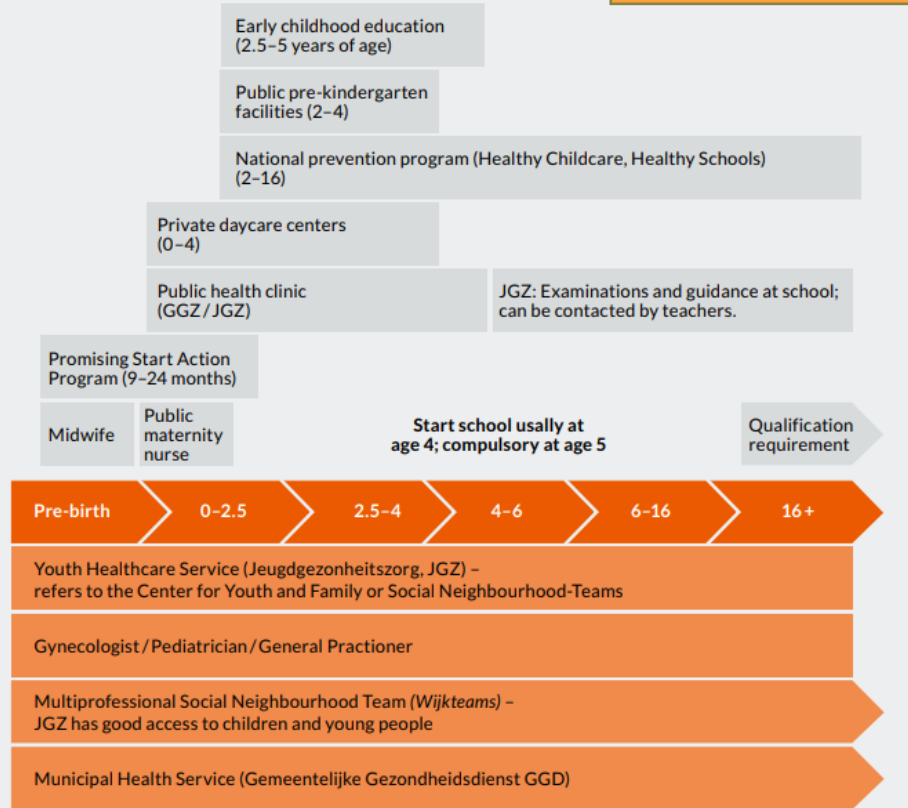 Early childhood education
(2.5–5 years of age)
Public pre-kindergarten
facilities (2–4)
National prevention program (Healthy Childcare, Healthy Schools)
(2–16)
Private daycare centers
(0–4)
Public health clinic
(GGZ/JGZ)
JGZ: Examinations and guidance at school;
can be contacted by teachers.
Promising Start Action
Program (9–24 months)
Midwife
Public
maternity
nurse
Start school usally at
age 4; compulsory at age 5
Qualification
requirement
Pre-birth
0–2.5
2.5–4
4–6
6–16
16+
Youth Healthcare Service (Jeugdgezonheitszorg, JGZ) –
refers to the Center for Youth and Family or Social Neighbourhood-Teams
Gynecologist/Pediatrician/General Practioner
Multiprofessional Social Neighbourhood Team (Wijkteams) –
JGZ has good access to children and young people
Municipal Health Service (Gemeentelijke Gezondheidsdienst GGD)